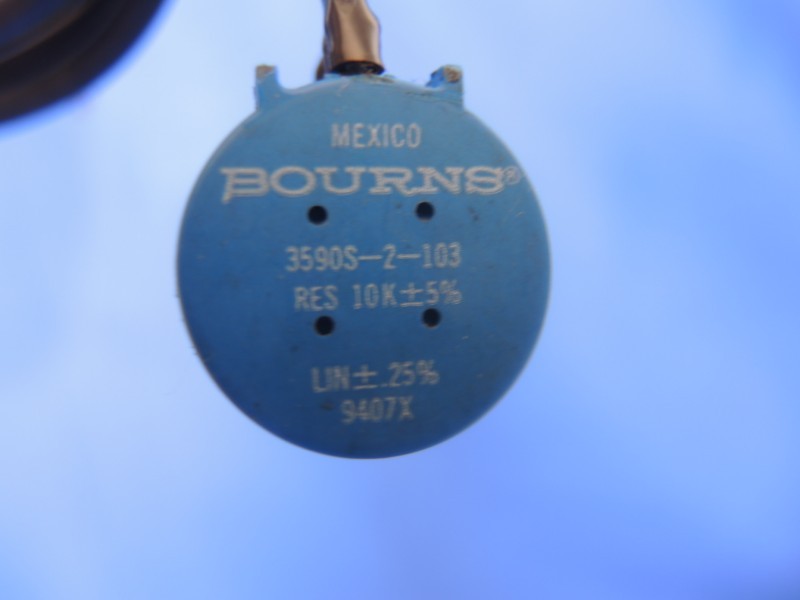 MEXICO
BOURNS®
3590S-2-103
RES 10K±5%
LIN±.25%
9407X